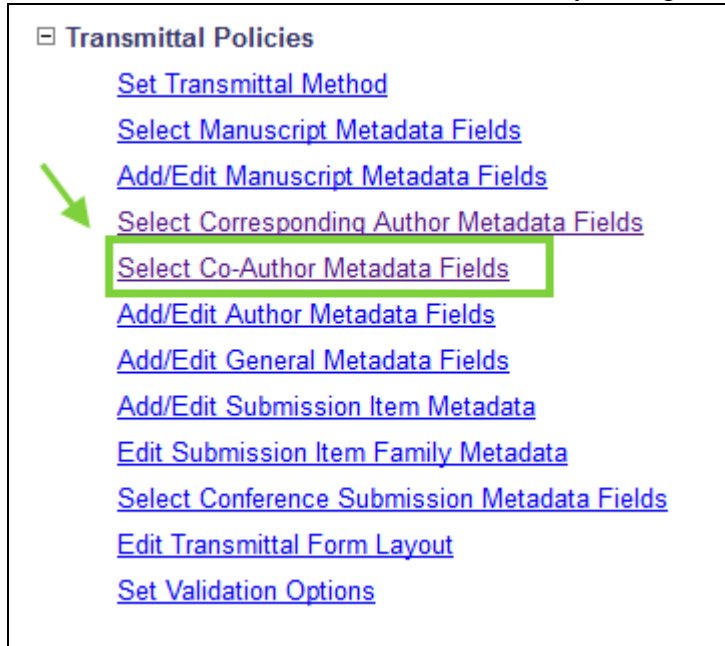 Transmittal Policies
Set Transmittal Method
Select Manuscript Metadata Fields
Add/Edit Manuscript Metadata Fields
Select Corresponding Author Metadata Fields
Select Co-Author Metadata Fields
Add/Edit Author Metadata Fields
Add/Edit General Metadata Fields
Add/Edit Submission Item Metadata
Edit Submission Item Family Metadata
Select Conference Submission Metadata Fields
Edit Transmittal Form Layout
Set Validation Options